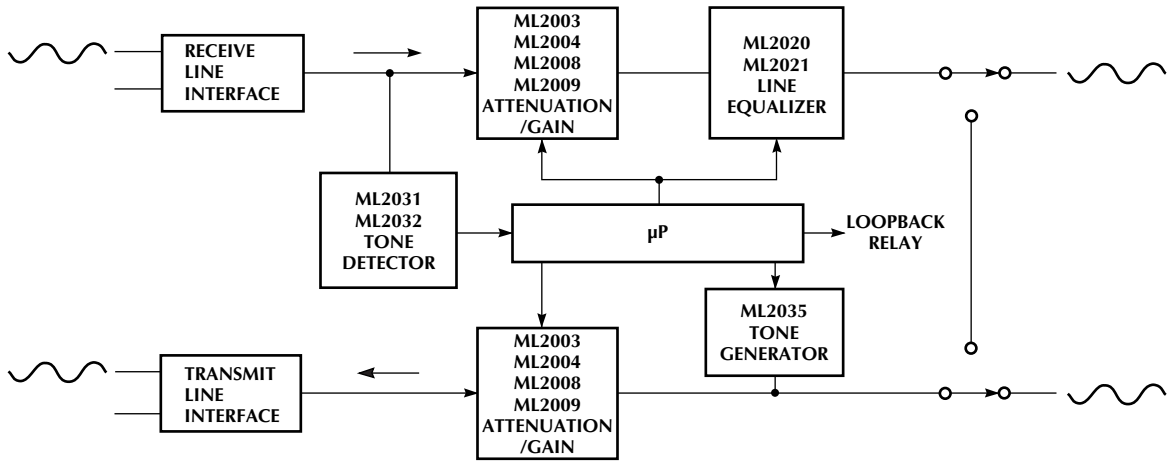 RECEIVE
LINE
INTERFACE
ML2003
ML2004
ML2008
ML2009
ATTENUATION
/GAIN
ML2020
ML2021
LINE
EQUALIZER
ML2031
ML2032
TONE
DETECTOR
µP
LOOPBACK
RELAY
ML2035
TONE
GENERATOR
TRANSMIT
LINE
INTERFACE
ML2003
ML2004
ML2008
ML2009
ATTENUATION
/GAIN